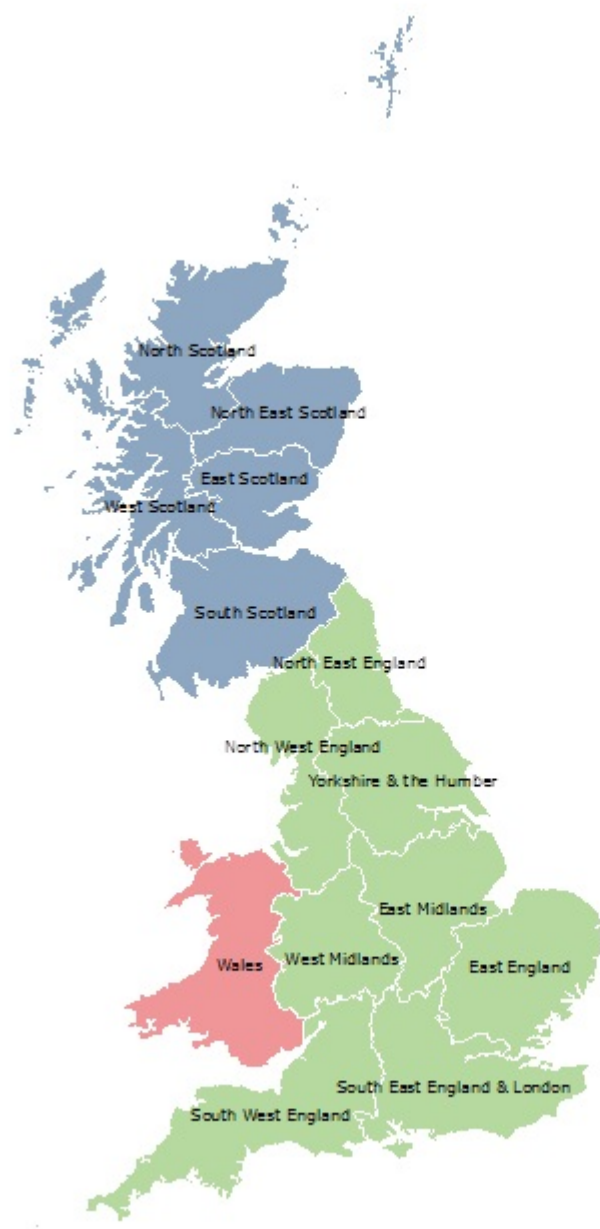 North Scotland
North East Scotland
East Scotland
West Scotland
South Scotland
North East England
North West England
Yorkshire & the Humber
East Midlands
West Midlands
Wales
East England
South East England & London
South West England